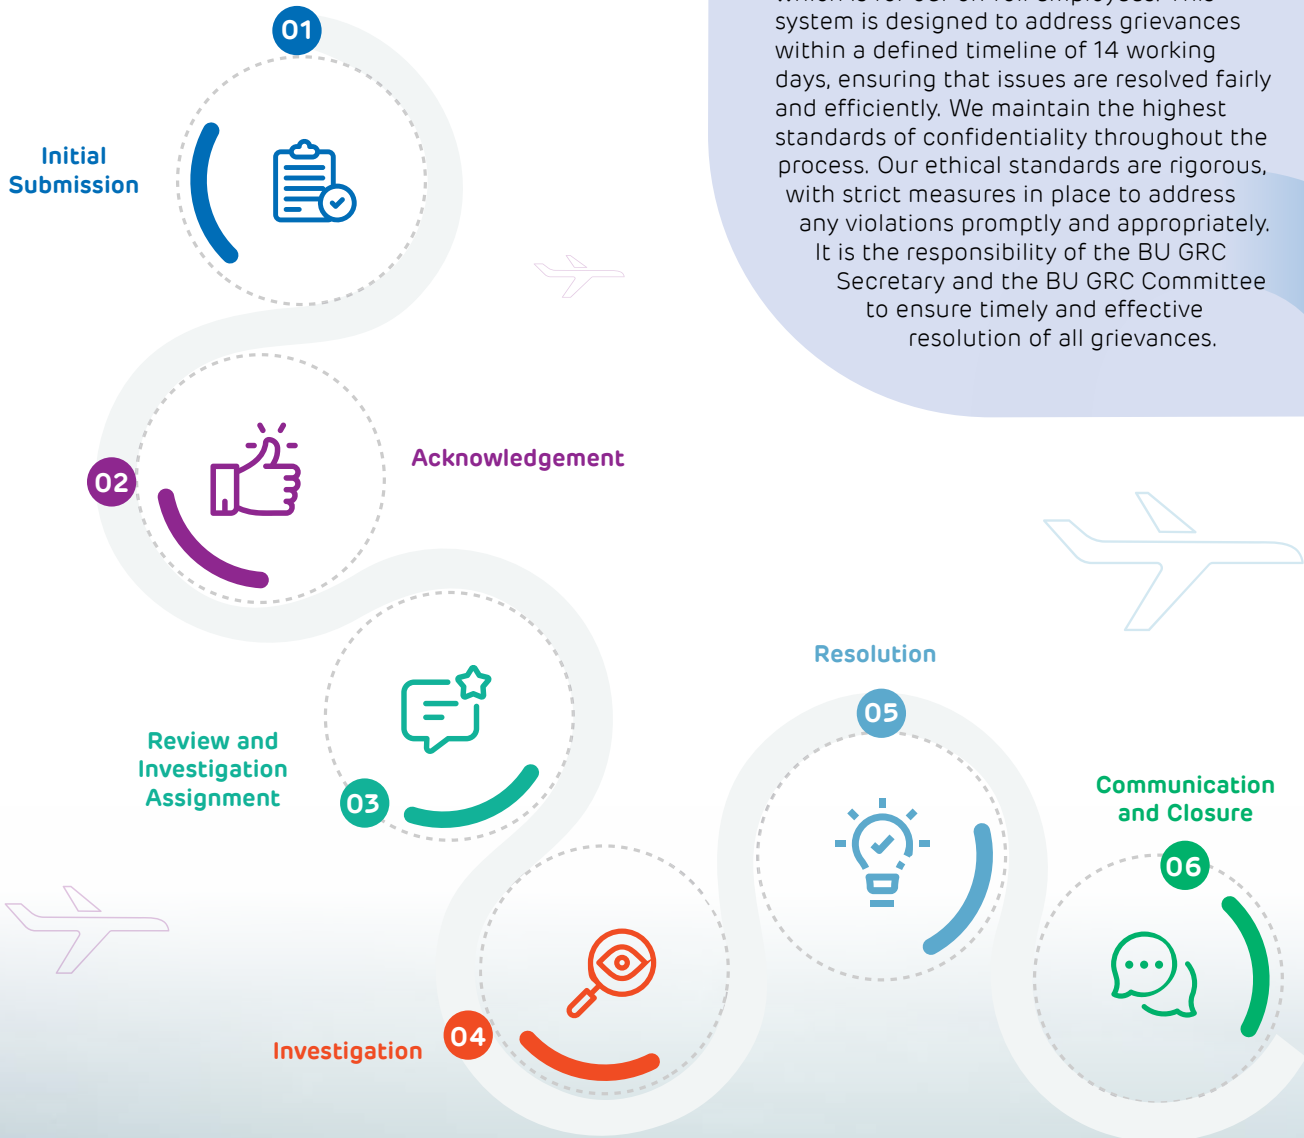 01
Initial
Submission
system is designed to address grievances
within a defined timeline of 14 working
days, ensuring that issues are resolved fairly
and efficiently. We maintain the highest
standards of confidentiality throughout the
process. Our ethical standards are rigorous,
with strict measures in place to address
any violations promptly and appropriately.
It is the responsibility of the BU GRC
Secretary and the BU GRC Committee
to ensure timely and effective
resolution of all grievances.
02
Acknowledgement
Review and
Investigation
Assignment
03
Investigation
04
Resolution
05
Communication
and Closure
06